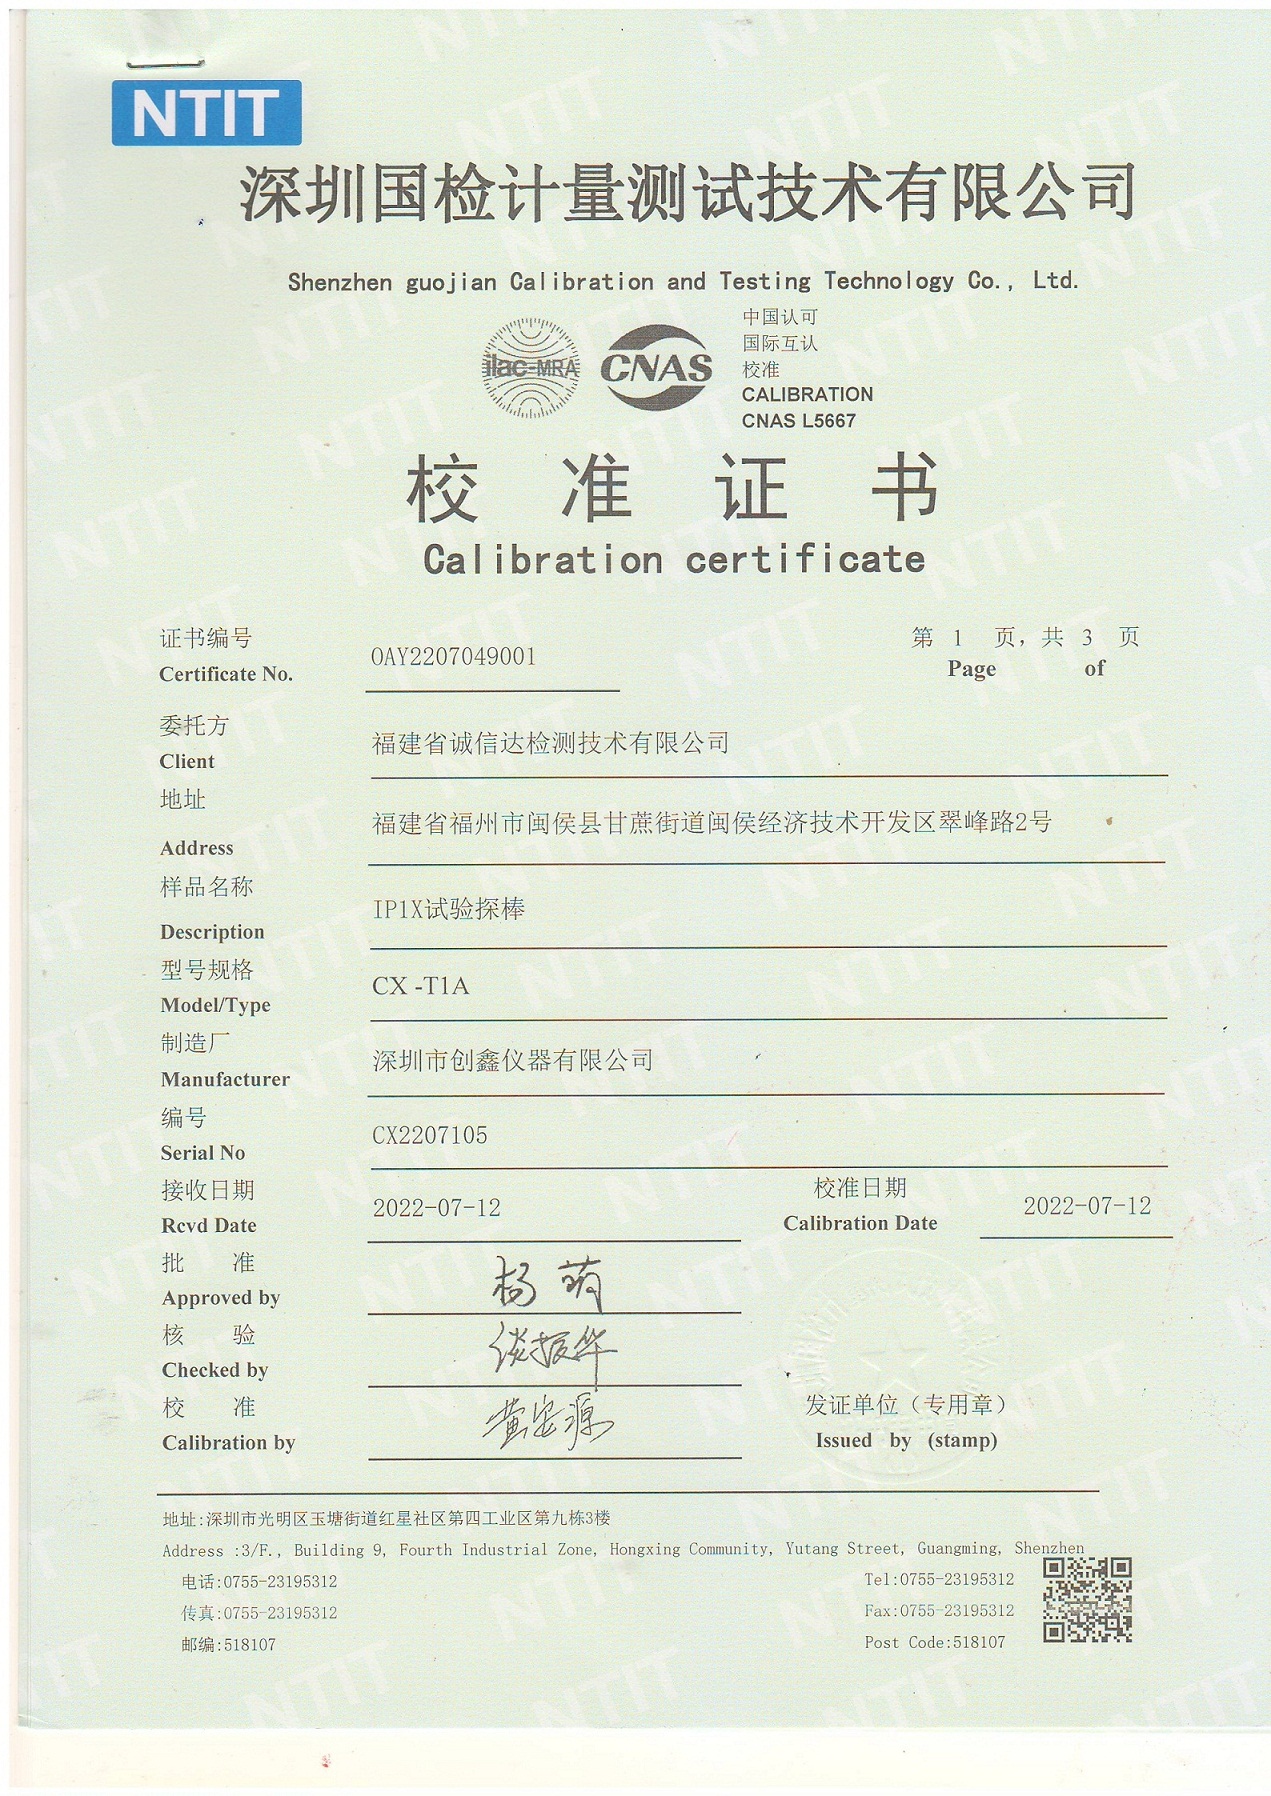 NTIT
深圳国检计量测试技术有限公司
Shenzhen guojian Calibration and Testing Technology Co., Ltd.
ilac-MRA
CNAS
中国认可
国际互认
校准
CALIBRATION
CNAS L5667
校 准 证 书
Calibration certificate
证书编号
Certificate No.
OAY2207049001
第 1 页，共 3 页
Page of
委托方
Client
福建省诚信达检测技术有限公司
地址
Address
福建省福州市闽侯县甘蔗街道闽侯经济技术开发区翠峰路2号
样品名称
Description
IP1X试验探棒
型号规格
Model/Type
CX -T1A
制造厂
Manufacturer
深圳市创鑫仪器有限公司
编号
Serial No
CX2207105
接收日期
Rcvd Date
2022-07-12
校准日期
Calibration Date
2022-07-12
批 准
Approved by
杨萌
核 验
Checked by
谈振华
校 准
Calibration by
黄安源
发证单位（专用章）
Issued by (stamp)
地址:深圳市光明区玉塘街道红星社区第四工业区第九栋3楼
Address :3/F., Building 9, Fourth Industrial Zone, Hongxing Community, Yutang Street, Guangming, Shenzhen
电话:0755-23195312
Tel:0755-23195312
传真:0755-23195312
Fax:0755-23195312
邮编:518107
Post Code:518107